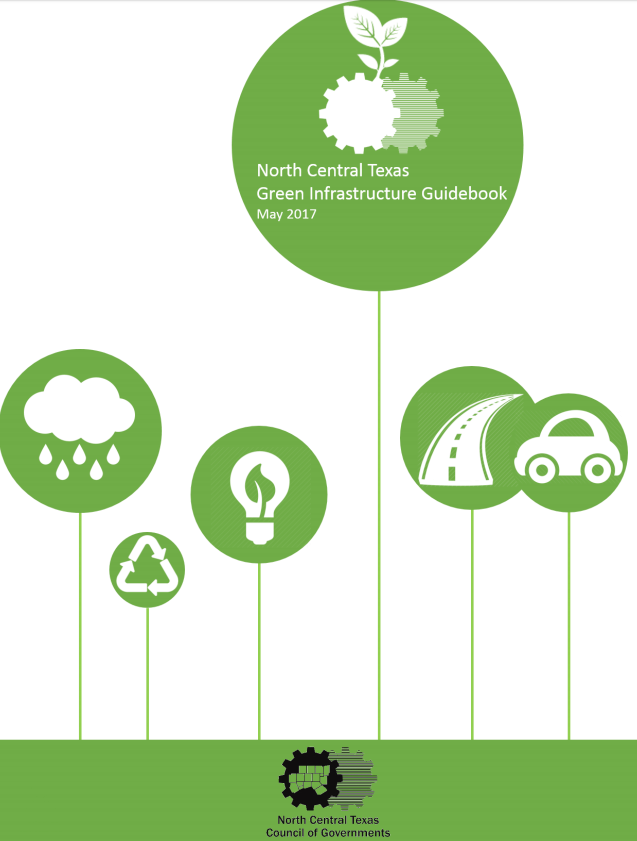 North Central Texas
Green Infrastructure Guidebook
May 2017
North Central Texas
Council of Governments